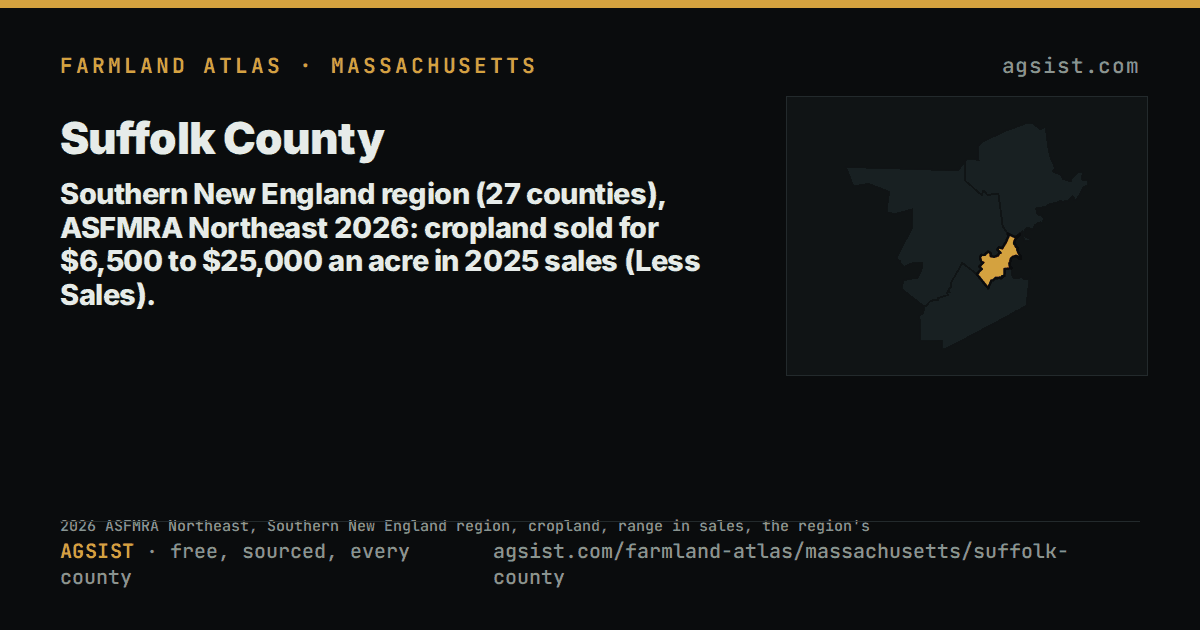 FARMLAND ATLAS · MASSACHUSETTS
agsist.com
Suffolk County
Southern New England region (27 counties),
ASFMRA Northeast 2026: cropland sold for
$6,500 to $25,000 an acre in 2025 sales (Less
Sales).
2026 ASFMRA Northeast, Southern New England region, cropland, range in sales, the region's
AGSIST · free, sourced, every
county
agsist.com/farmland-atlas/massachusetts/suffolk-
county